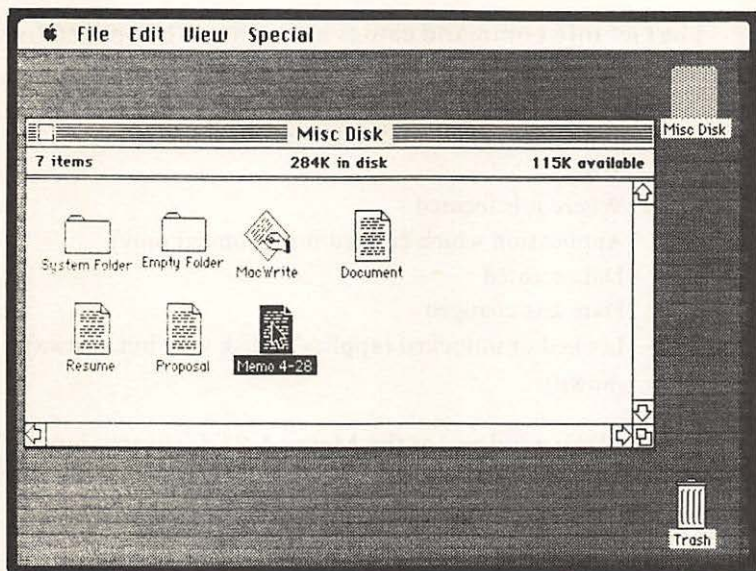 File Edit View Special
Misc Disk
Misc Disk
7 items 284K in disk 115K available
System Folder Empty Folder MacWrite Document
Resume Proposal Memo 4-28
Trash